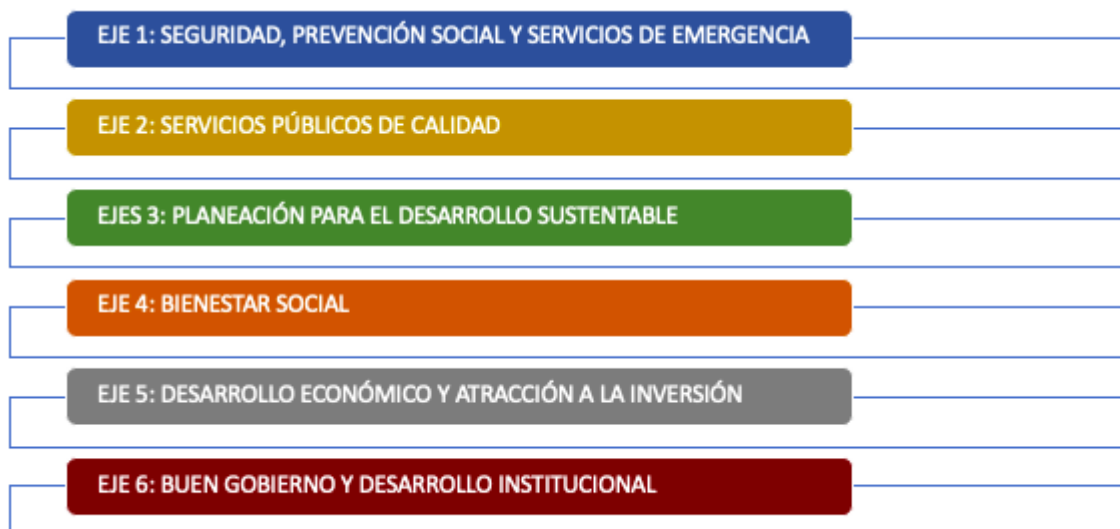 EJE 1: SEGURIDAD, PREVENCIÓN SOCIAL Y SERVICIOS DE EMERGENCIA
EJE 2: SERVICIOS PÚBLICOS DE CALIDAD
EJES 3: PLANEACIÓN PARA EL DESARROLLO SUSTENTABLE
EJE 4: BIENESTAR SOCIAL
EJE 5: DESARROLLO ECONÓMICO Y ATRACCIÓN A LA INVERSIÓN
EJE 6: BUEN GOBIERNO Y DESARROLLO INSTITUCIONAL